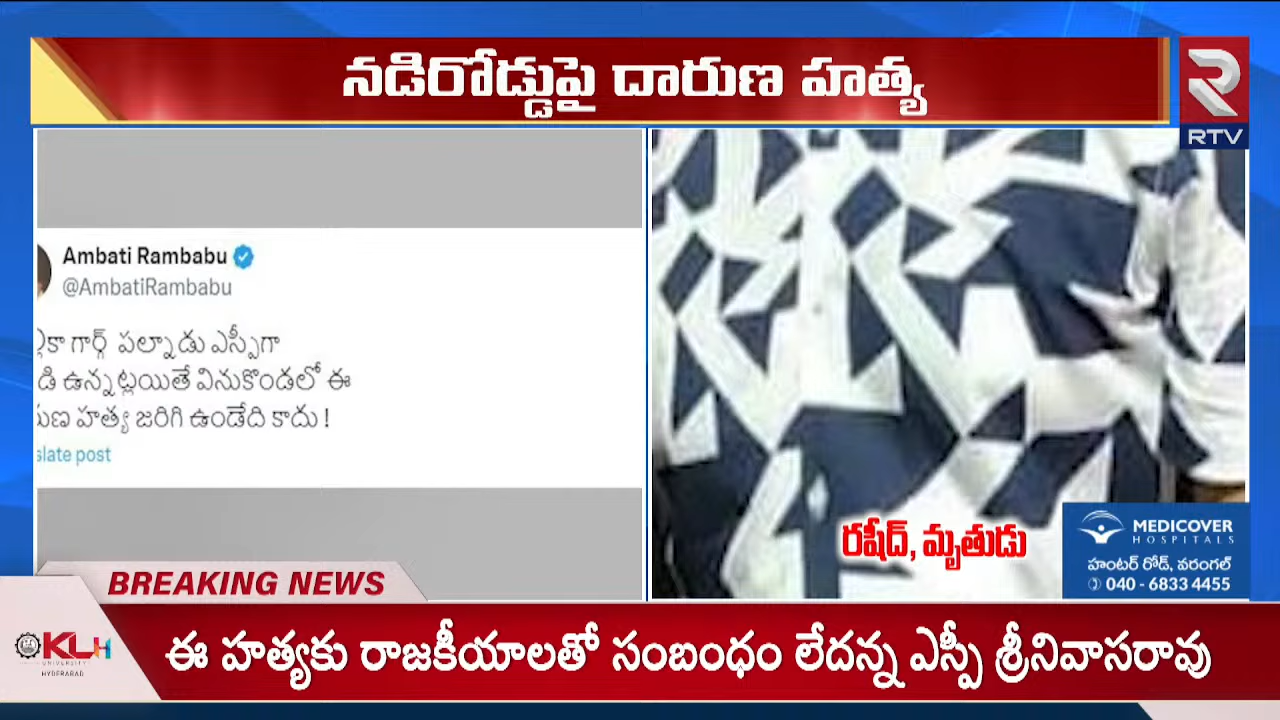 నడిరోడ్డుపై దారుణ హత్య
RTV
Ambati Rambabu
@AmbatiRambabu
గార్గ్ పల్నాడు ఎస్పీగా
ఉన్నట్లయితే వినుకొండలో ఈ
హత్య జరిగి ఉండేది కాదు !
post
రషీద్, మృతుడు
MEDICOVER
HOSPITALS
హంటర్ రోడ్, వరంగల్
040 - 6833 4455
BREAKING NEWS
KLH
UNIVERSITY
HYDERABAD
ఈ హత్యకు రాజకీయాలతో సంబంధం లేదన్న ఎస్పీ శ్రీనివాసరావు